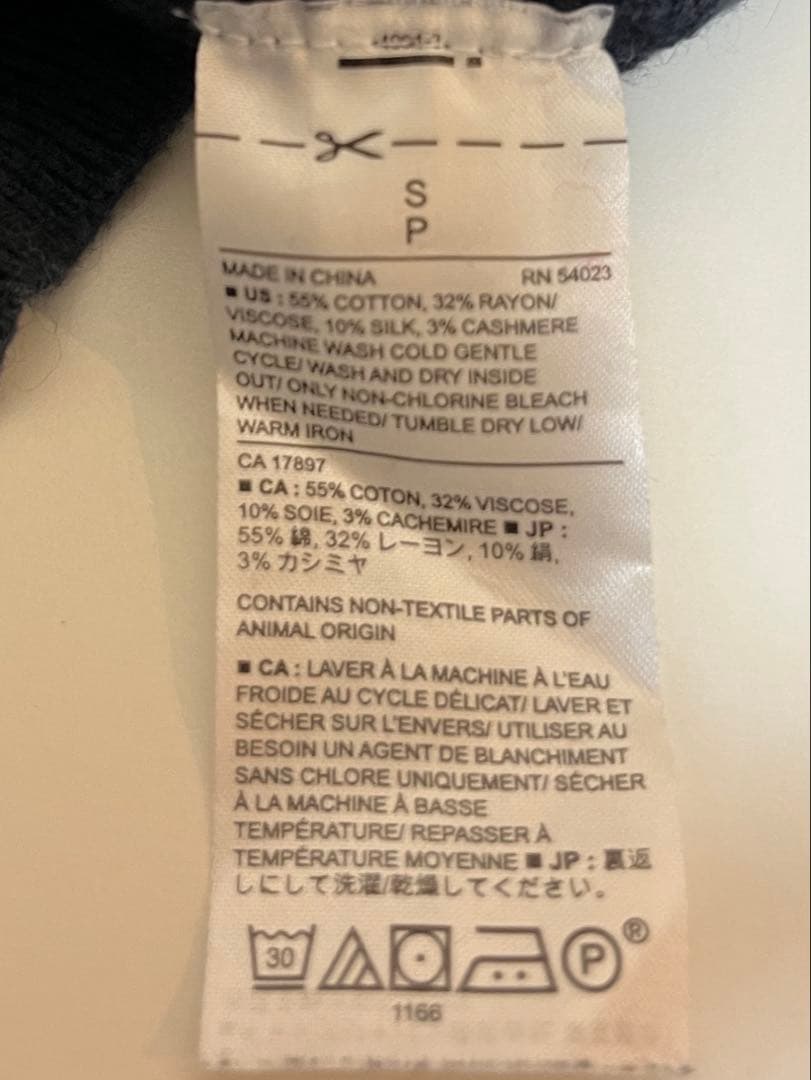 S
P
MADE IN CHINA RN 54023
■ US : 55% COTTON, 32% RAYON/
VISCOSE, 10% SILK, 3% CASHMERE
MACHINE WASH COLD GENTLE
CYCLE/ WASH AND DRY INSIDE
OUT/ ONLY NON-CHLORINE BLEACH
WHEN NEEDED/ TUMBLE DRY LOW/
WARM IRON
CA 17897
■ CA : 55% COTON, 32% VISCOSE,
10% SOIE, 3% CACHEMIRE ■ JP :
55% 綿, 32% レーヨン, 10% 絹,
3% カシミヤ
CONTAINS NON-TEXTILE PARTS OF
ANIMAL ORIGIN
■ CA : LAVER À LA MACHINE À L'EAU
FROIDE AU CYCLE DÉLICAT/ LAVER ET
SÉCHER SUR L'ENVERS/ UTILISER AU
BESOIN UN AGENT DE BLANCHIMENT
SANS CHLORE UNIQUEMENT/ SÉCHER
À LA MACHINE À BASSE
TEMPÉRATURE/ REPASSER À
TEMPÉRATURE MOYENNE ■ JP : 裏返
しにして洗濯/乾燥してください。
30 P ®
1166